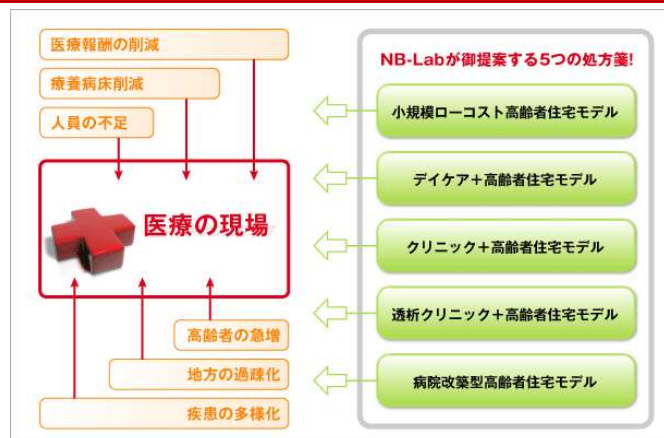 医療報酬の削減
療養病床削減
人員の不足
医療の現場
高齢者の急増
地方の過疎化
疾患の多様化
NB-Labが御提案する5つの処方箋!
小規模ローコスト高齢者住宅モデル
デイケア+高齢者住宅モデル
クリニック+高齢者住宅モデル
透析クリニック+高齢者住宅モデル
病院改築型高齢者住宅モデル